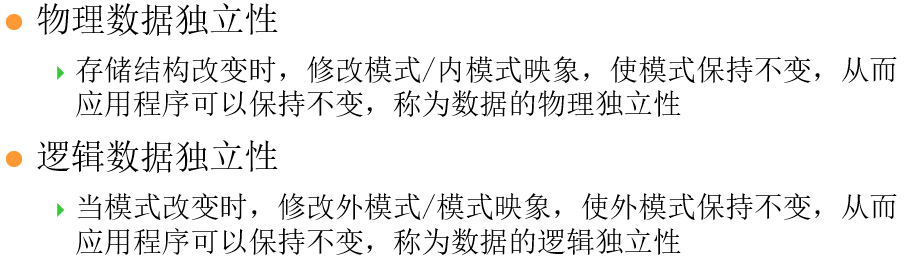 物理数据独立性
存储结构改变时，修改模式/内模式映象，使模式保持不变，从而
应用程序可以保持不变，称为数据的物理独立性
逻辑数据独立性
当模式改变时，修改外模式/模式映象，使外模式保持不变，从而
应用程序可以保持不变，称为数据的逻辑独立性